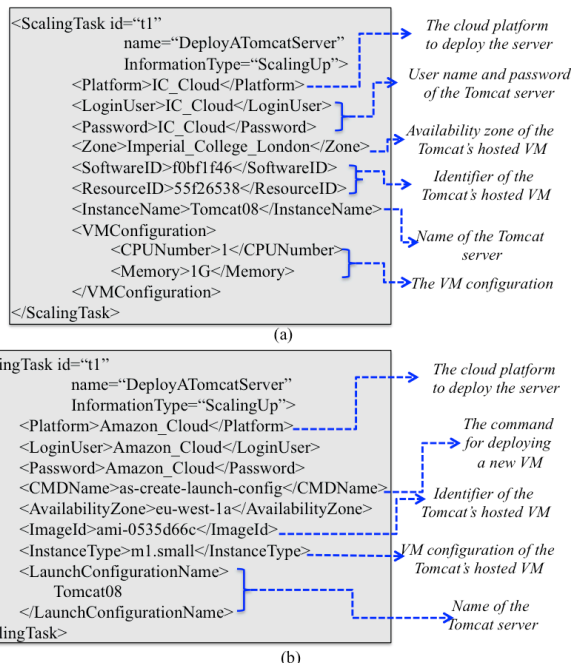 <ScalingTask id=“t1”
name=“DeployATomcatServer”
InformationType=“ScalingUp”>
<Platform>IC_Cloud</Platform>
<LoginUser>IC_Cloud</LoginUser>
<Password>IC_Cloud</Password>
<Zone>Imperial_College_London</Zone>
<SoftwareID>f0bf1f46</SoftwareID>
<ResourceID>55f26538</ResourceID>
<InstanceName>Tomcat08</InstanceName>
<VMConfiguration>
<CPUNumber>1</CPUNumber>
<Memory>1G</Memory>
</VMConfiguration>
</ScalingTask>
The cloud platform
to deploy the server
User name and password
of the Tomcat server
Availability zone of the
Tomcat’s hosted VM
Identifier of the
Tomcat’s hosted VM
Name of the Tomcat
server
The VM configuration
(a)
lingTask id=“t1”
name=“DeployATomcatServer”
InformationType=“ScalingUp”>
<Platform>Amazon_Cloud</Platform>
<LoginUser>Amazon_Cloud</LoginUser>
<Password>Amazon_Cloud</Password>
<CMDName>as-create-launch-config</CMDName>
<AvailabilityZone>eu-west-1a</AvailabilityZone>
<ImageId>ami-0535d66c</ImageId>
<InstanceType>m1.small</InstanceType>
<LaunchConfigurationName>
Tomcat08
</LaunchConfigurationName>
lingTask>
The cloud platform
to deploy the server
The command
for deploying
a new VM
Identifier of the
Tomcat’s hosted VM
VM configuration of the
Tomcat’s hosted VM
Name of the
Tomcat server
(b)